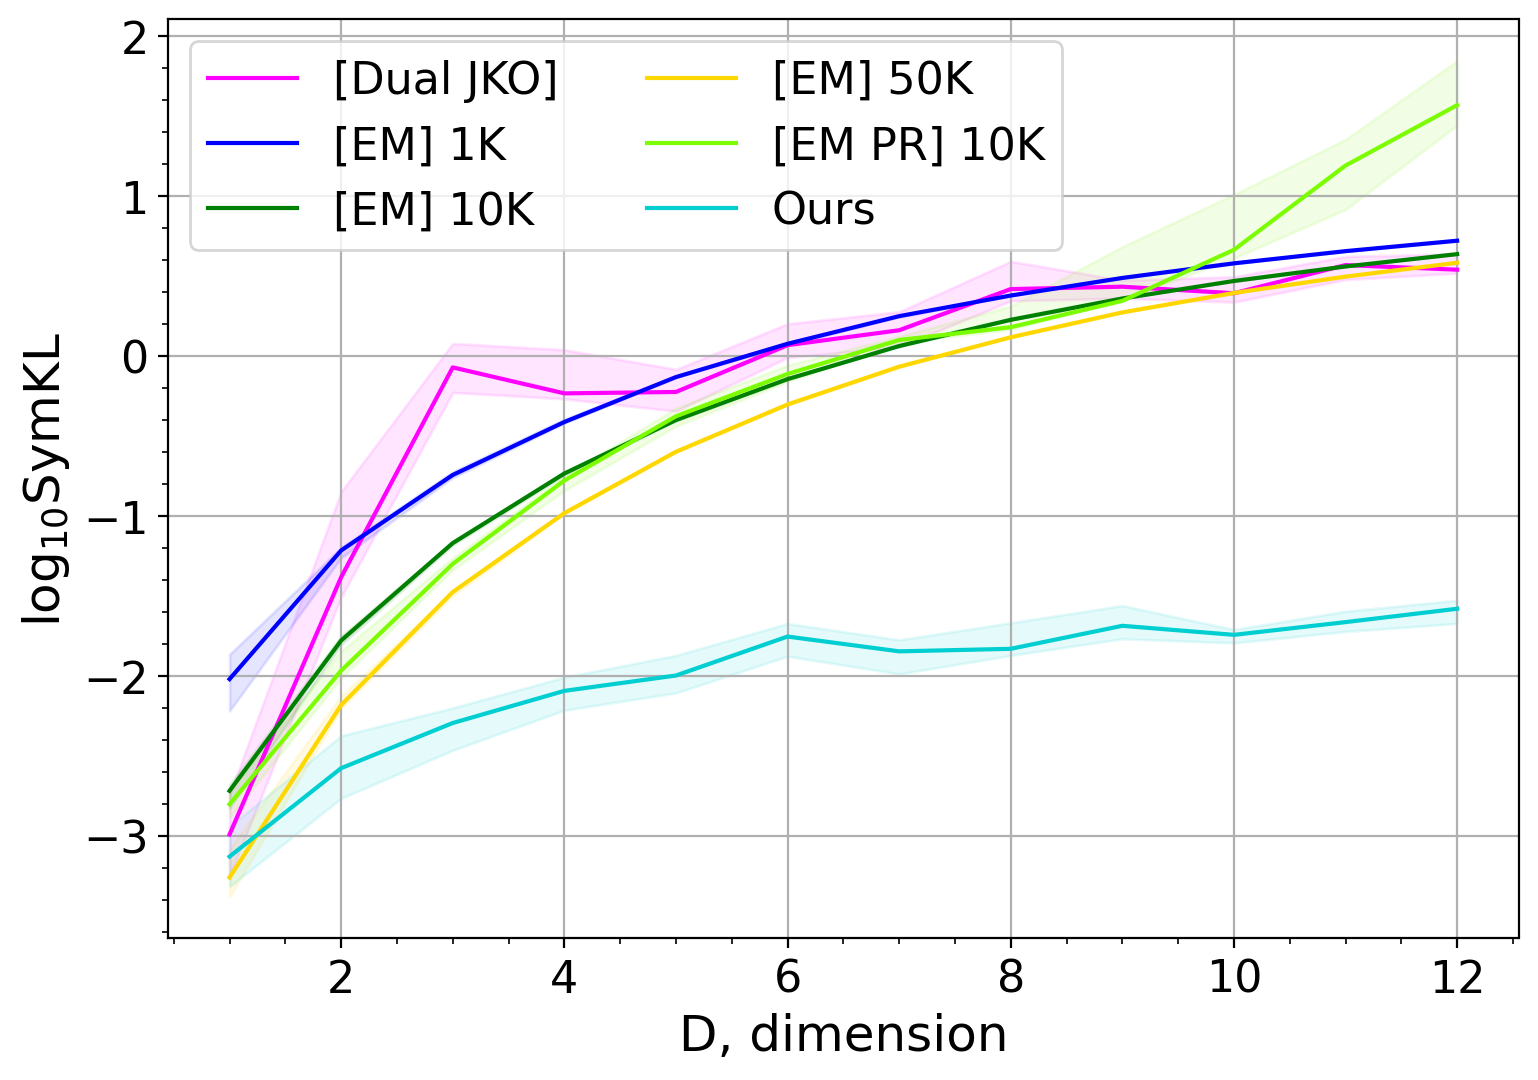 2
1
0
−1
−2
−3
log₁₀SymKL
[Dual JKO]
[EM] 1K
[EM] 10K
[EM] 50K
[EM PR] 10K
Ours
2 4 6 8 10 12
D, dimension